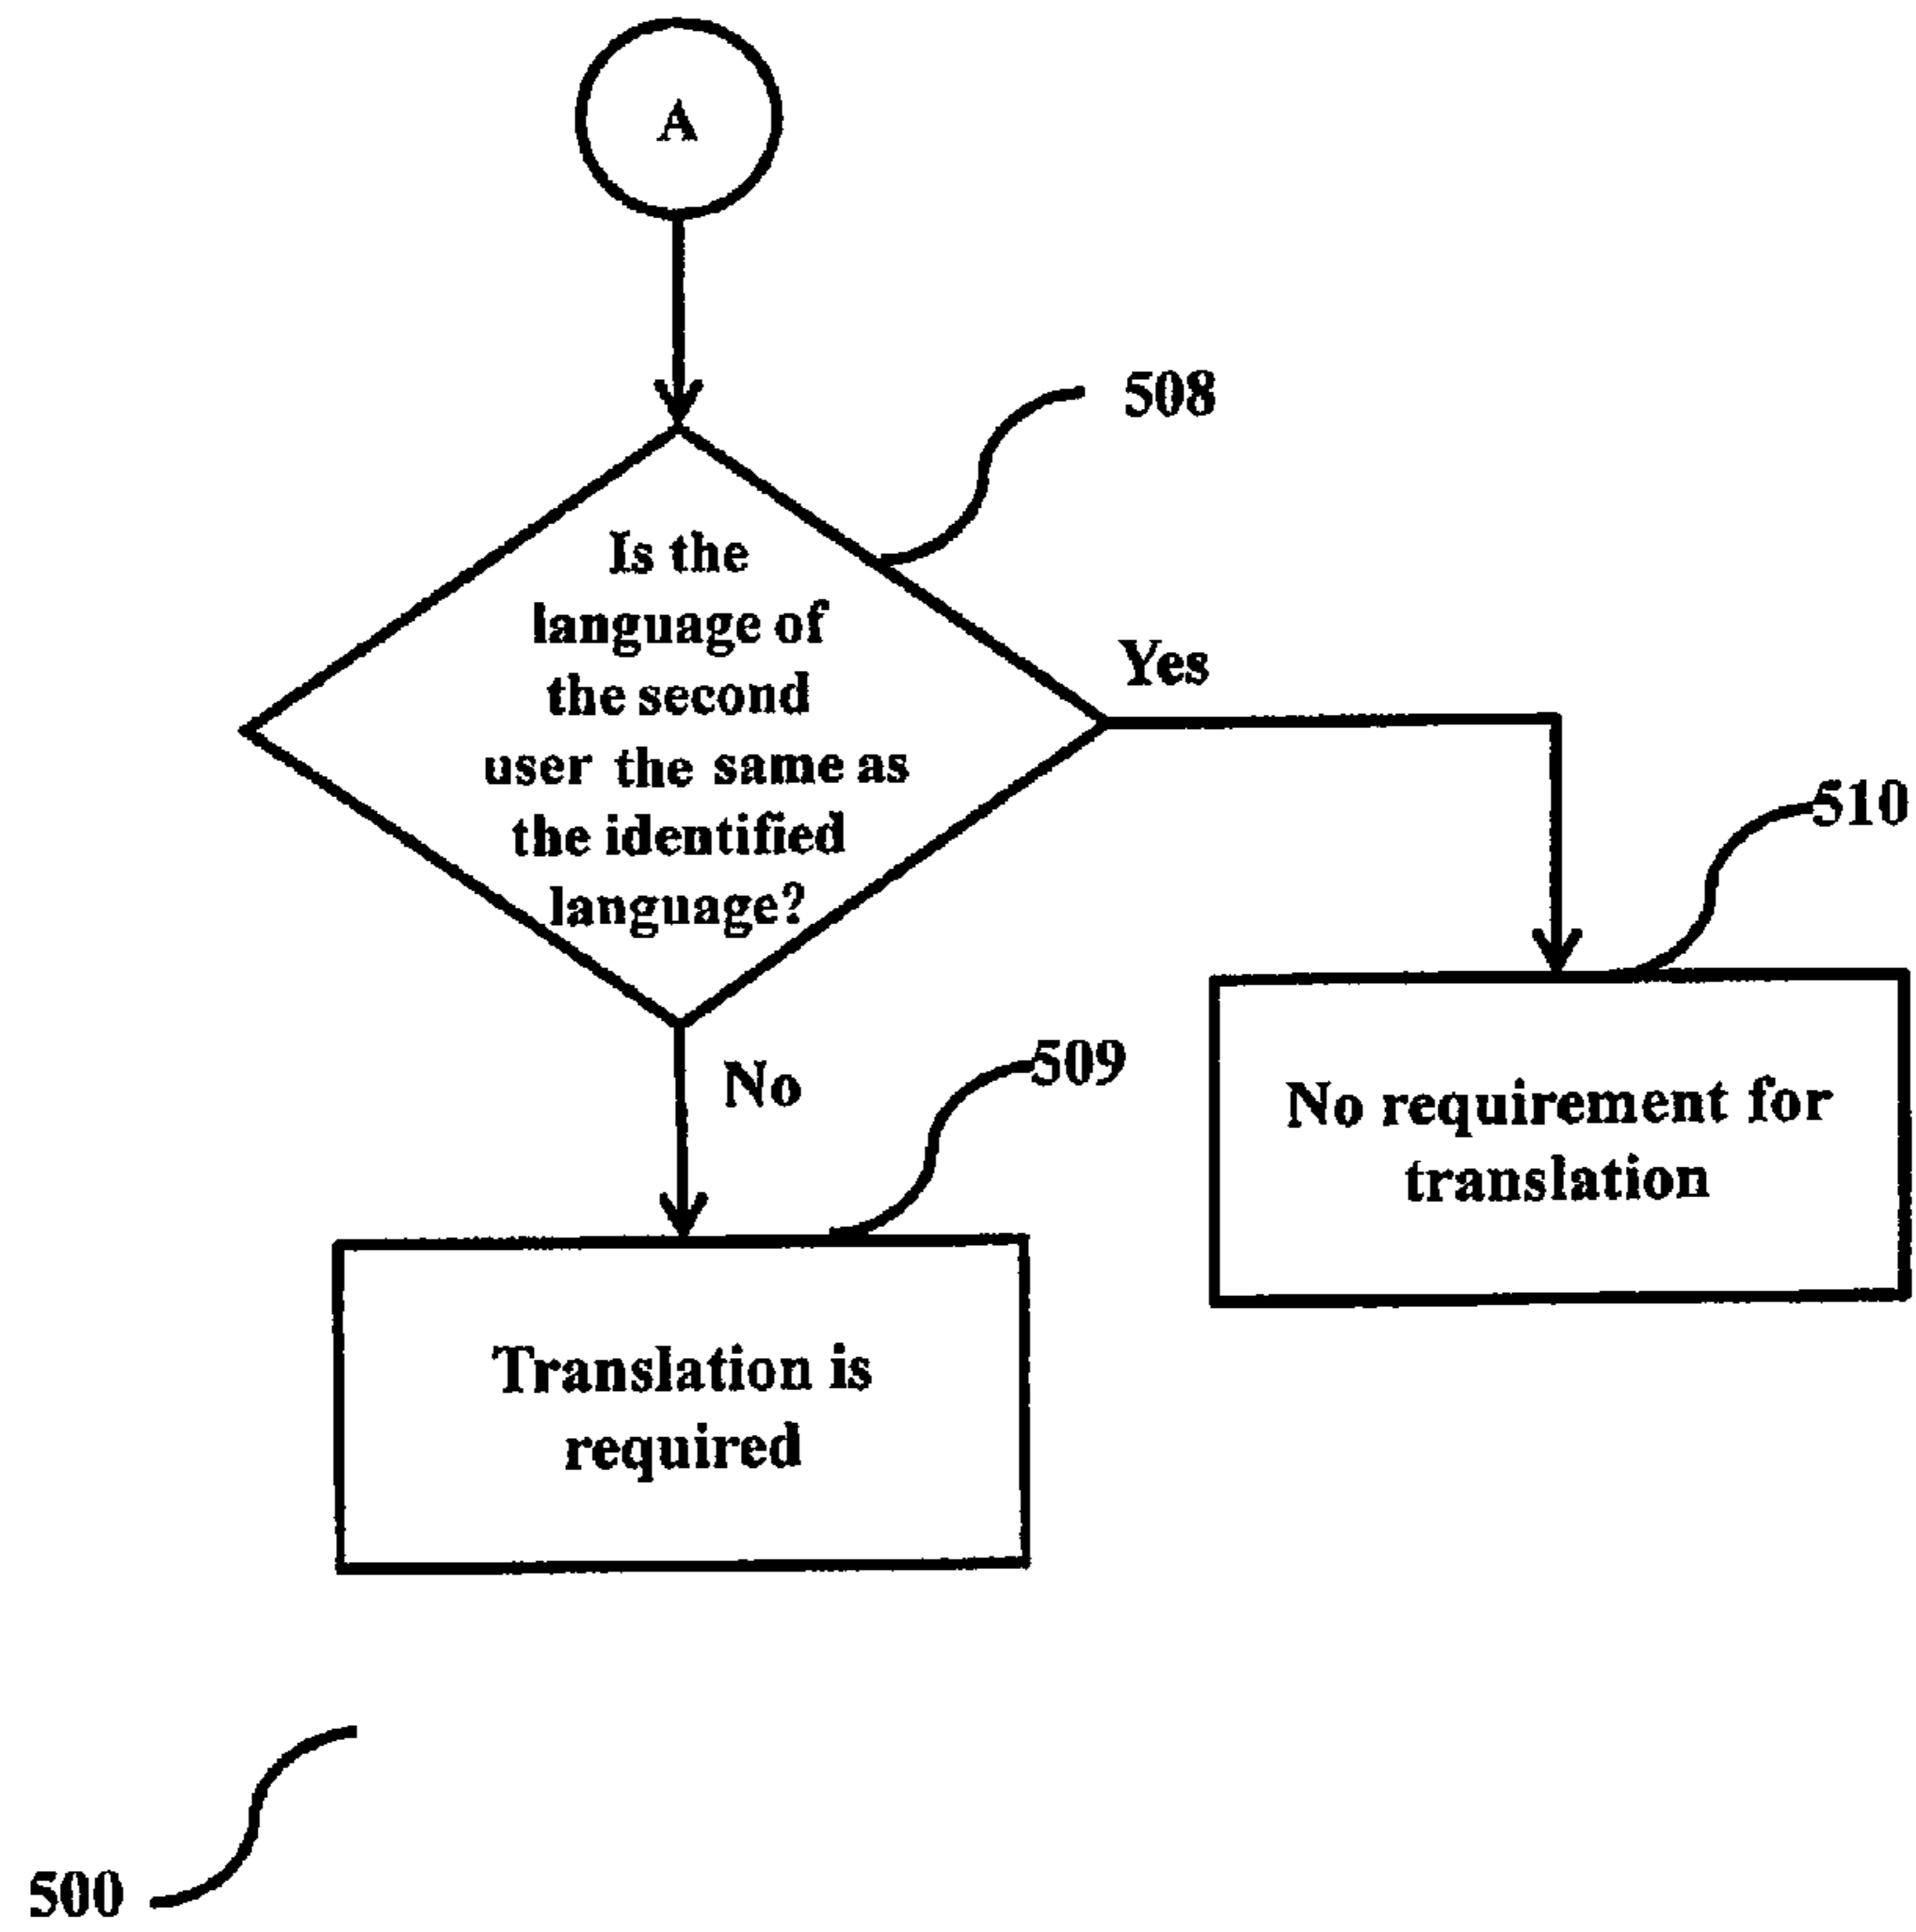 A
508
Is the
language of
the second
user the same as
the identified
language?
Yes
510
No requirement for
translation
No
509
Translation is
required
500